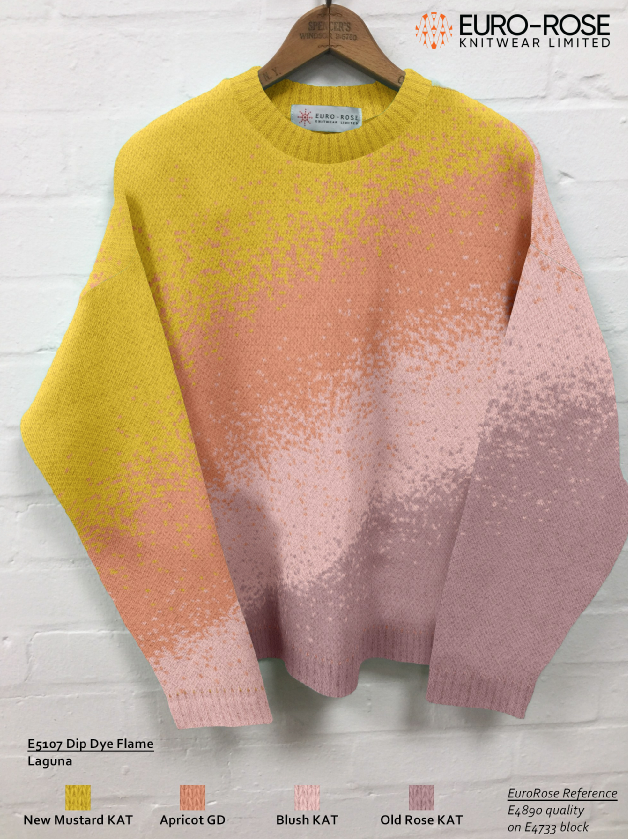 SPENCER'S
EURO-ROSE
KNITWEAR LIMITED
EURO-ROSE
KNITWEAR LIMITED
E5107 Dip Dye Flame
Laguna
New Mustard KAT
Apricot GD
Blush KAT
Old Rose KAT
EuroRose Reference
E4890 quality
on E4733 block